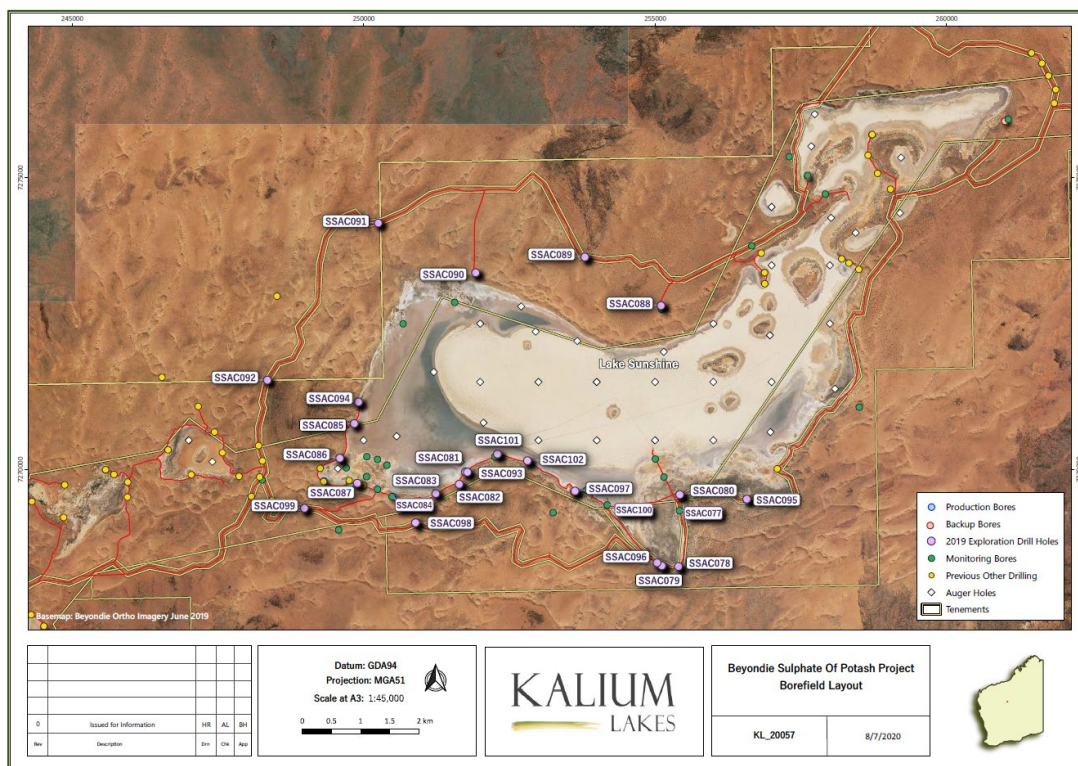 245000
250000
255000
260000
7275000
7270000
SSAC091
SSAC089
SSAC090
SSAC088
Lake Sunshine
SSAC092
SSAC094
SSAC085
SSAC101
SSAC086
SSAC081
SSAC102
SSAC093
SSAC083
SSAC087
SSAC097
SSAC080
SSAC082
SSAC095
SSAC084
SSAC099
SSAC100
SSAC077
SSAC098
SSAC096
SSAC078
SSAC079
Production Bores
Backup Bores
2019 Exploration Drill Holes
Monitoring Bores
Previous Other Drilling
Auger Holes
Tenements
Basemap: Beyondie Ortho Imagery June 2019
0 Issued for Information HR AL BH
Rev Description Drn Chk App
Datum: GDA94
Projection: MGA51
Scale at A3: 1:45,000
0 0.5 1 1.5 2 km
KALIUM
LAKES
Beyondie Sulphate Of Potash Project
Borefield Layout
KL_20057
8/7/2020